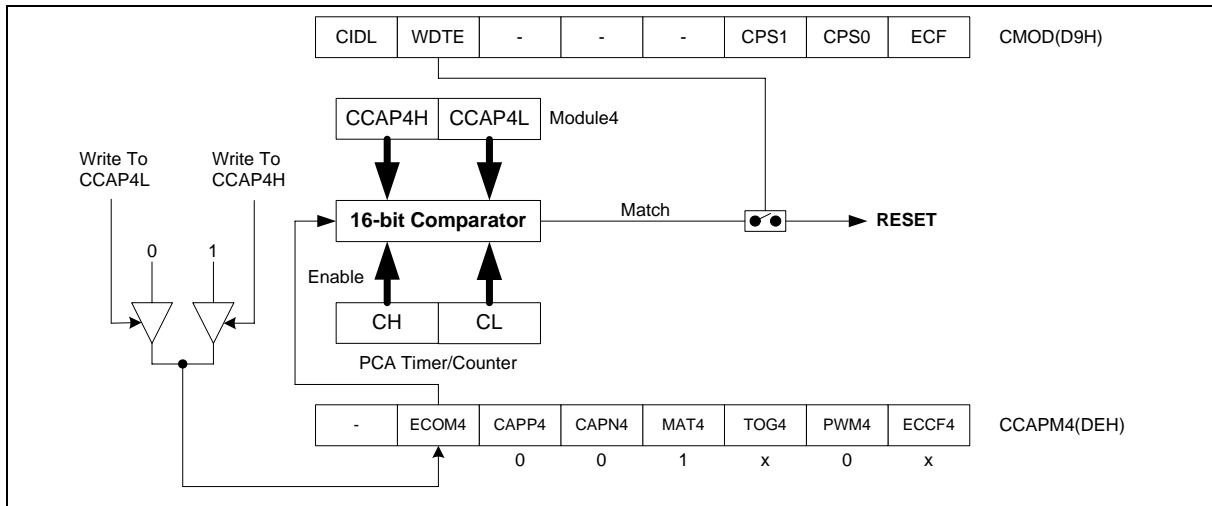 CIDL WDTE - - - CPS1 CPS0 ECF CMOD(D9H)
CCAP4H CCAP4L Module4
Write To CCAP4L
Write To CCAP4H
16-bit Comparator
Match
RESET
0 1
Enable
CH CL
PCA Timer/Counter
- ECOM4 CAPP4 CAPN4 MAT4 TOG4 PWM4 ECCF4 CCAPM4(DEH)
0 0 1 x 0 x